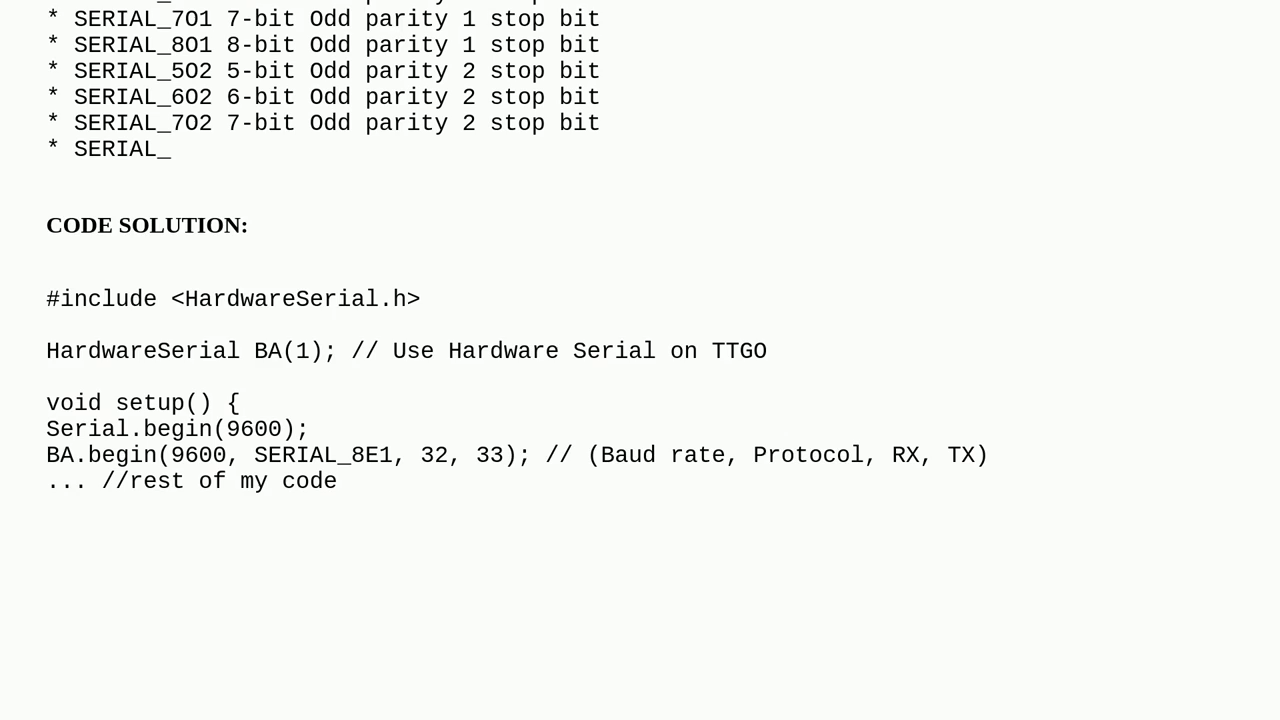 * SERIAL_7O1 7-bit Odd parity 1 stop bit
* SERIAL_8O1 8-bit Odd parity 1 stop bit
* SERIAL_5O2 5-bit Odd parity 2 stop bit
* SERIAL_6O2 6-bit Odd parity 2 stop bit
* SERIAL_7O2 7-bit Odd parity 2 stop bit
* SERIAL_
CODE SOLUTION:
#include <HardwareSerial.h>
HardwareSerial BA(1); // Use Hardware Serial on TTGO
void setup() {
Serial.begin(9600);
BA.begin(9600, SERIAL_8E1, 32, 33); // (Baud rate, Protocol, RX, TX)
... //rest of my code